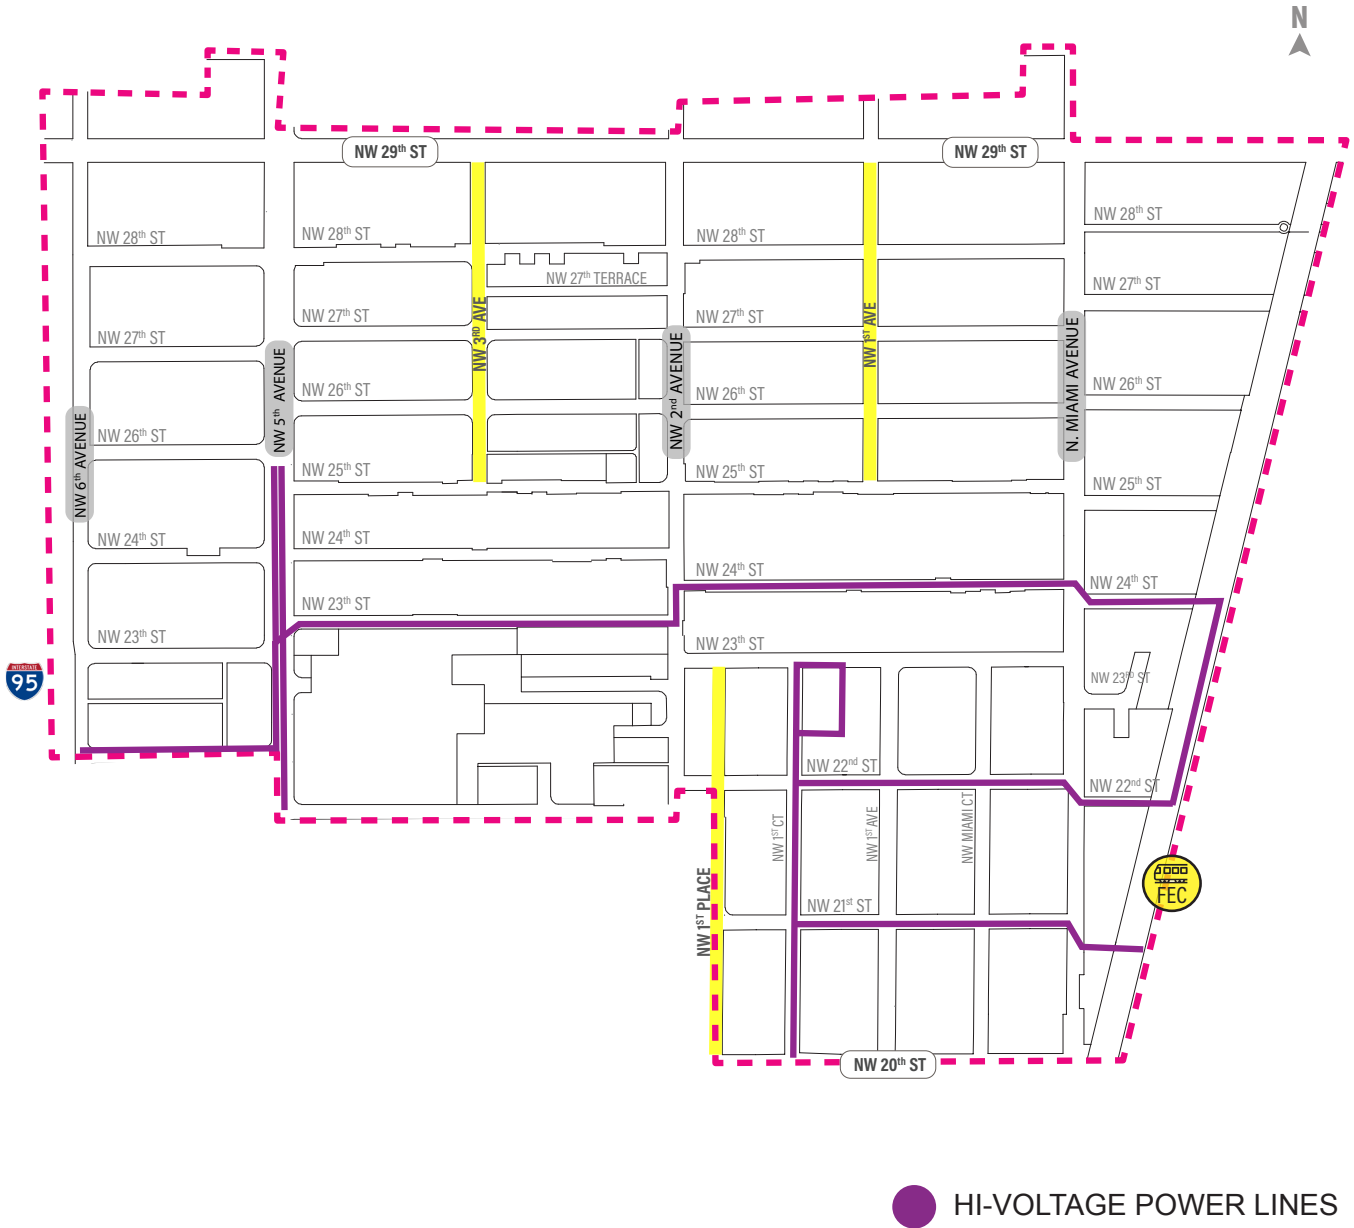 N
NW 29th ST
NW 29th ST
NW 28th ST
NW 28th ST
NW 28th ST
NW 28th ST
NW 27th TERRACE
NW 27th ST
NW 27th ST
NW 27th ST
NW 27th ST
NW 3RD AVE
NW 1ST AVE
NW 5th AVENUE
NW 2nd AVENUE
N. MIAMI AVENUE
NW 6th AVENUE
NW 26th ST
NW 26th ST
NW 26th ST
NW 26th ST
NW 25th ST
NW 25th ST
NW 25th ST
NW 24th ST
NW 24th ST
NW 24th ST
NW 24th ST
NW 23th ST
NW 23th ST
NW 23th ST
NW 23RD ST
INTERSTATE
95
NW 22nd ST
NW 22nd ST
NW 1ST CT
NW 1ST AVE
NW MIAMI CT
NW 1ST PLACE
NW 21st ST
FEC
NW 20th ST
HI-VOLTAGE POWER LINES